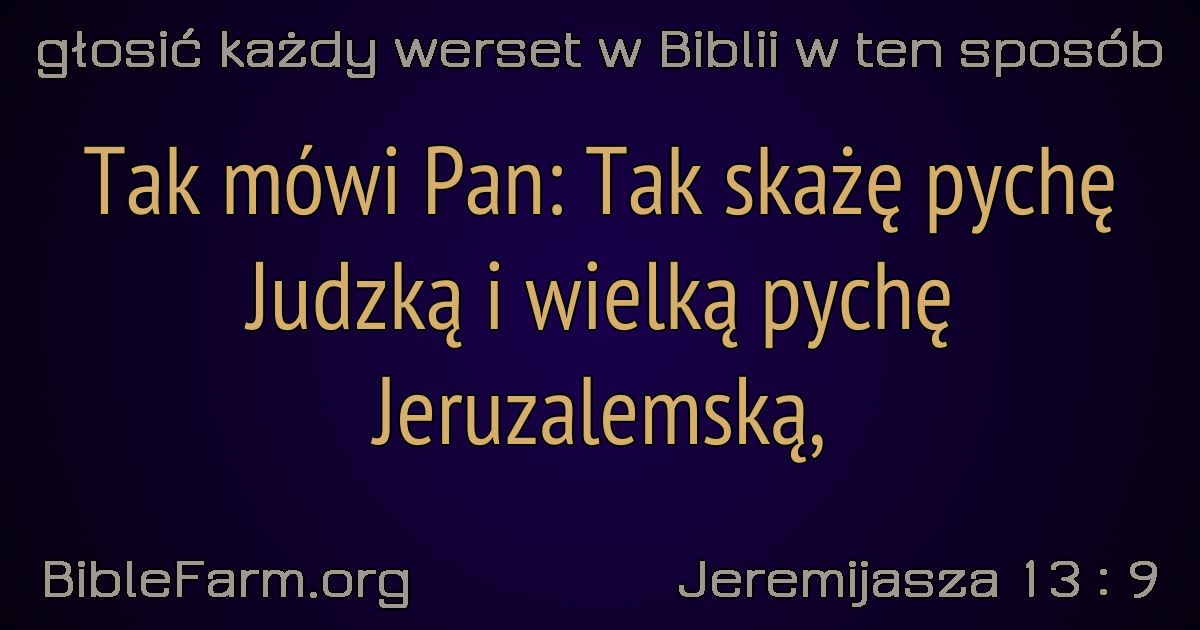 głosić każdy werset w Biblii w ten sposób
Tak mówi Pan: Tak skażę pychę
Judzką i wielką pychę
Jeruzalemską,
BibleFarm.org
Jeremijasza 13 : 9